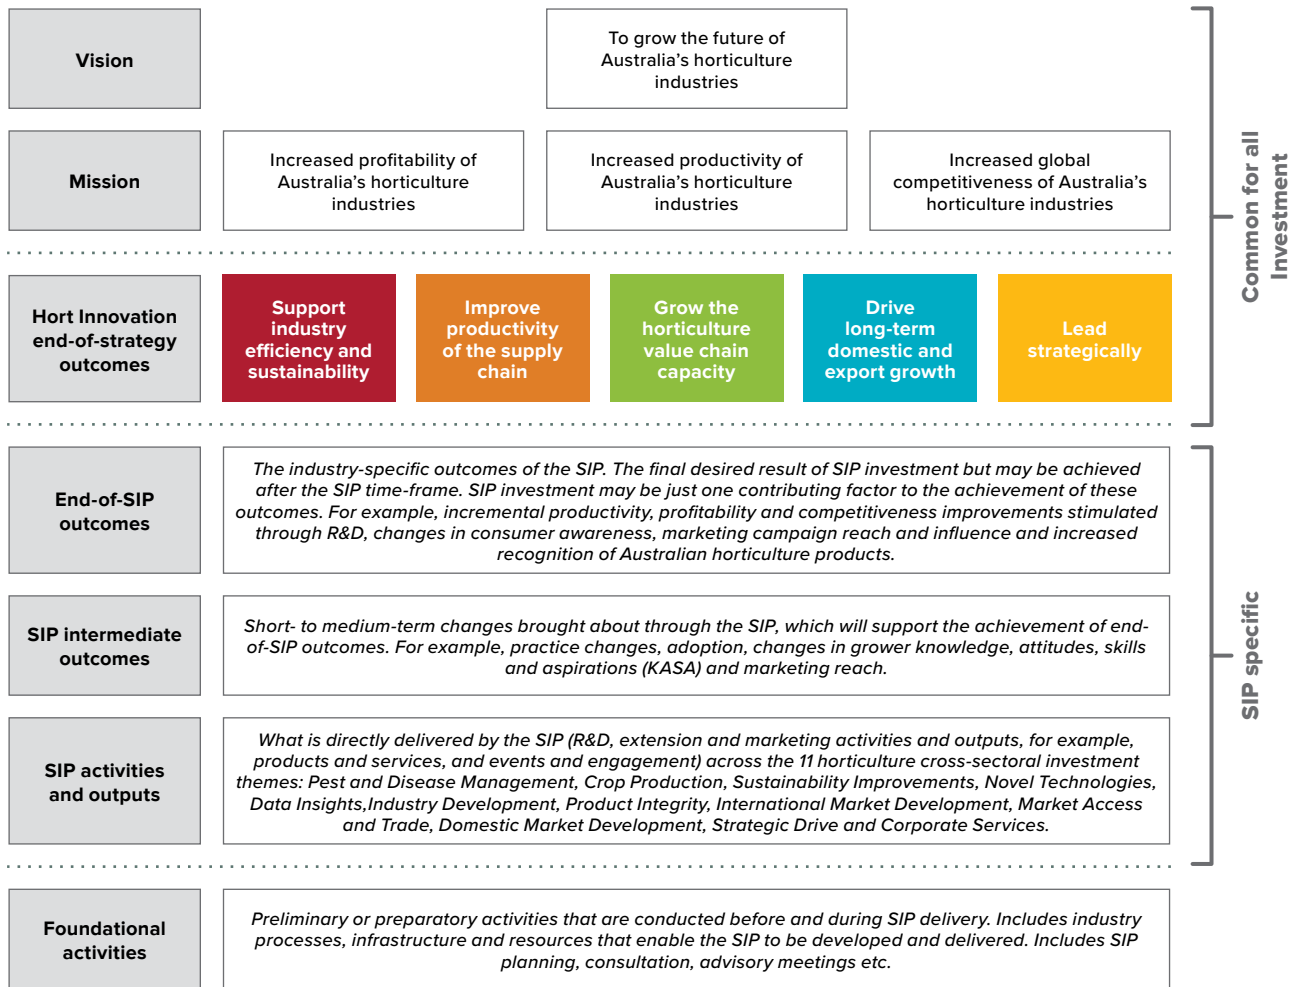 Vision
To grow the future of
Australia's horticulture
industries
Mission
Increased profitability of
Australia's horticulture
industries
Increased productivity of
Australia's horticulture
industries
Increased global
competitiveness of Australia's
horticulture industries
Common for all
Investment
Hort Innovation
end-of-strategy
outcomes
Support
industry
efficiency and
sustainability
Improve
productivity
of the supply
chain
Grow the
horticulture
value chain
capacity
Drive
long-term
domestic and
export growth
Lead
strategically
End-of-SIP
outcomes
The industry-specific outcomes of the SIP. The final desired result of SIP investment but may be achieved
after the SIP time-frame. SIP investment may be just one contributing factor to the achievement of these
outcomes. For example, incremental productivity, profitability and competitiveness improvements stimulated
through R&D, changes in consumer awareness, marketing campaign reach and influence and increased
recognition of Australian horticulture products.
SIP intermediate
outcomes
Short- to medium-term changes brought about through the SIP, which will support the achievement of end-
of-SIP outcomes. For example, practice changes, adoption, changes in grower knowledge, attitudes, skills
and aspirations (KASA) and marketing reach.
SIP specific
SIP activities
and outputs
What is directly delivered by the SIP (R&D, extension and marketing activities and outputs, for example,
products and services, and events and engagement) across the 11 horticulture cross-sectoral investment
themes: Pest and Disease Management, Crop Production, Sustainability Improvements, Novel Technologies,
Data Insights,Industry Development, Product Integrity, International Market Development, Market Access
and Trade, Domestic Market Development, Strategic Drive and Corporate Services.
Foundational
activities
Preliminary or preparatory activities that are conducted before and during SIP delivery. Includes industry
processes, infrastructure and resources that enable the SIP to be developed and delivered. Includes SIP
planning, consultation, advisory meetings etc.